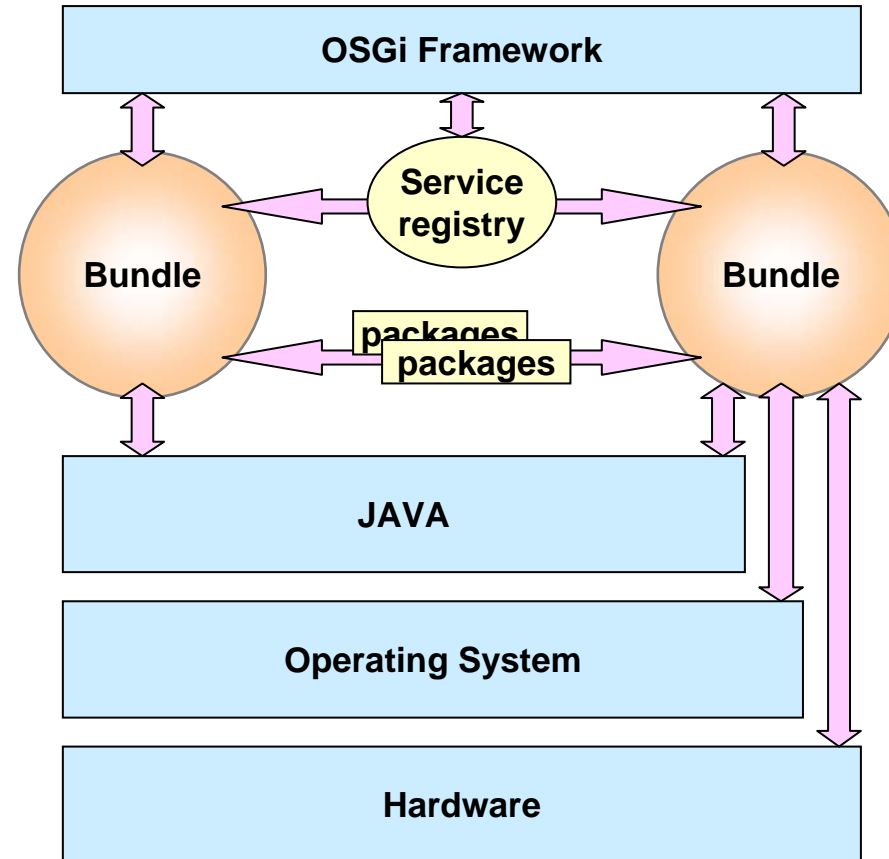 OSGi Framework
Service
registry
Bundle
Bundle
packages
packages
JAVA
Operating System
Hardware